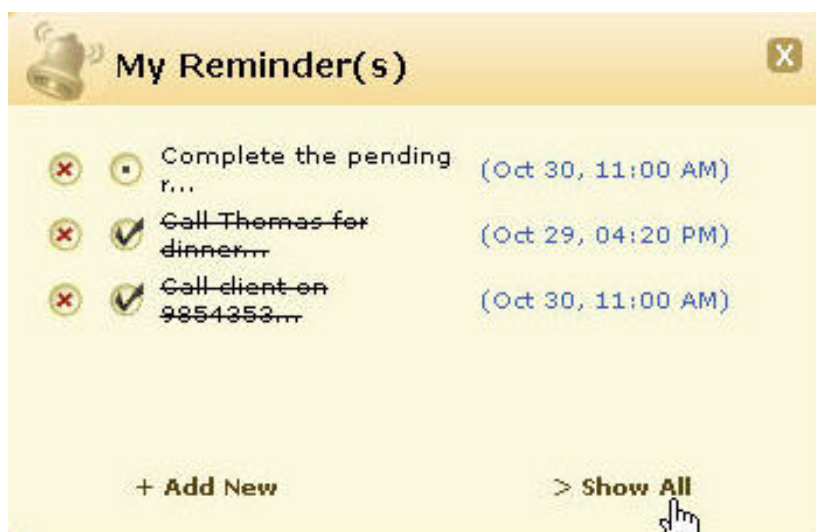 My Reminder(s)
X
Complete the pending
r...
(Oct 30, 11:00 AM)
Call Thomas for
dinner...
(Oct 29, 04:20 PM)
Call client on
9854353...
(Oct 30, 11:00 AM)
+ Add New
> Show All